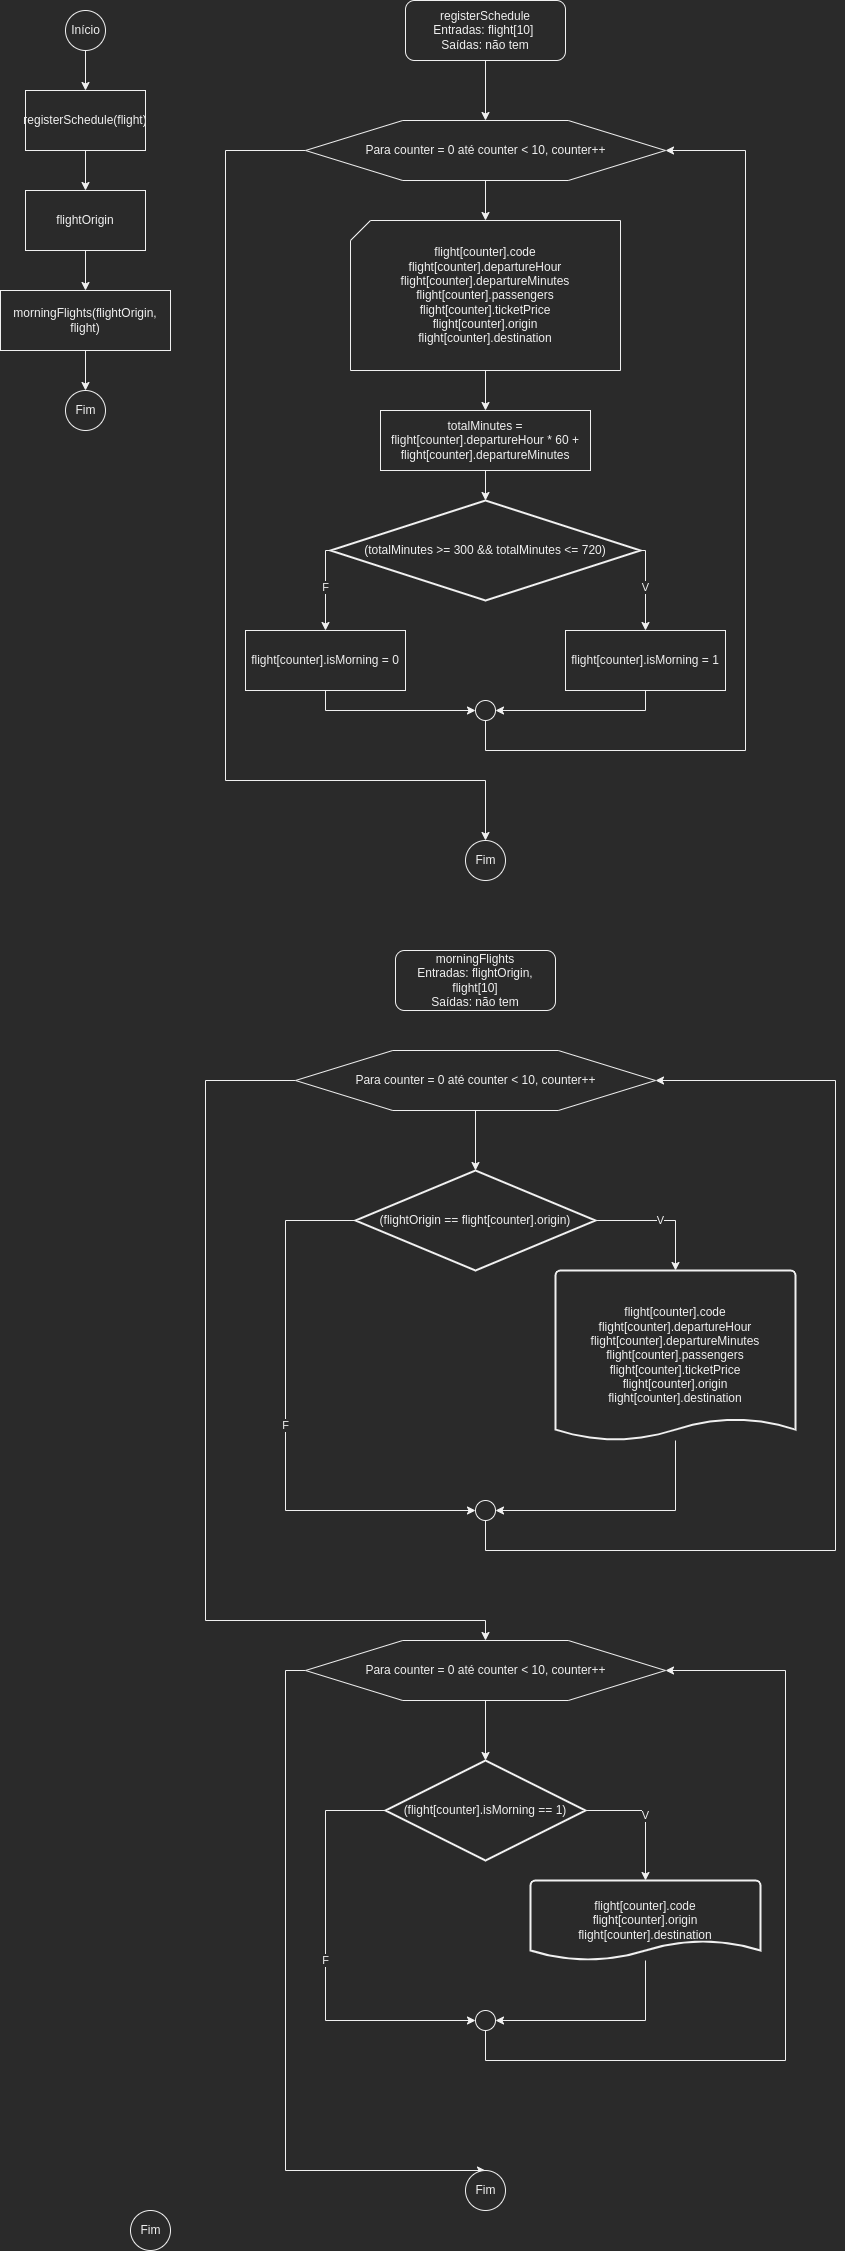 Início
registerSchedule(flight)
flightOrigin
morningFlights(flightOrigin,
flight)
Fim
registerSchedule
Entradas: flight[10]
Saídas: não tem
Para counter = 0 até counter < 10, counter++
flight[counter].code
flight[counter].departureHour
flight[counter].departureMinutes
flight[counter].passengers
flight[counter].ticketPrice
flight[counter].origin
flight[counter].destination
totalMinutes =
flight[counter].departureHour * 60 +
flight[counter].departureMinutes
(totalMinutes >= 300 && totalMinutes <= 720)
F
V
flight[counter].isMorning = 0
flight[counter].isMorning = 1
Fim
morningFlights
Entradas: flightOrigin,
flight[10]
Saídas: não tem
Para counter = 0 até counter < 10, counter++
(flightOrigin == flight[counter].origin)
V
flight[counter].code
flight[counter].departureHour
flight[counter].departureMinutes
flight[counter].passengers
flight[counter].ticketPrice
flight[counter].origin
flight[counter].destination
F
Para counter = 0 até counter < 10, counter++
(flight[counter].isMorning == 1)
V
flight[counter].code
flight[counter].origin
flight[counter].destination
F
Fim
Fim